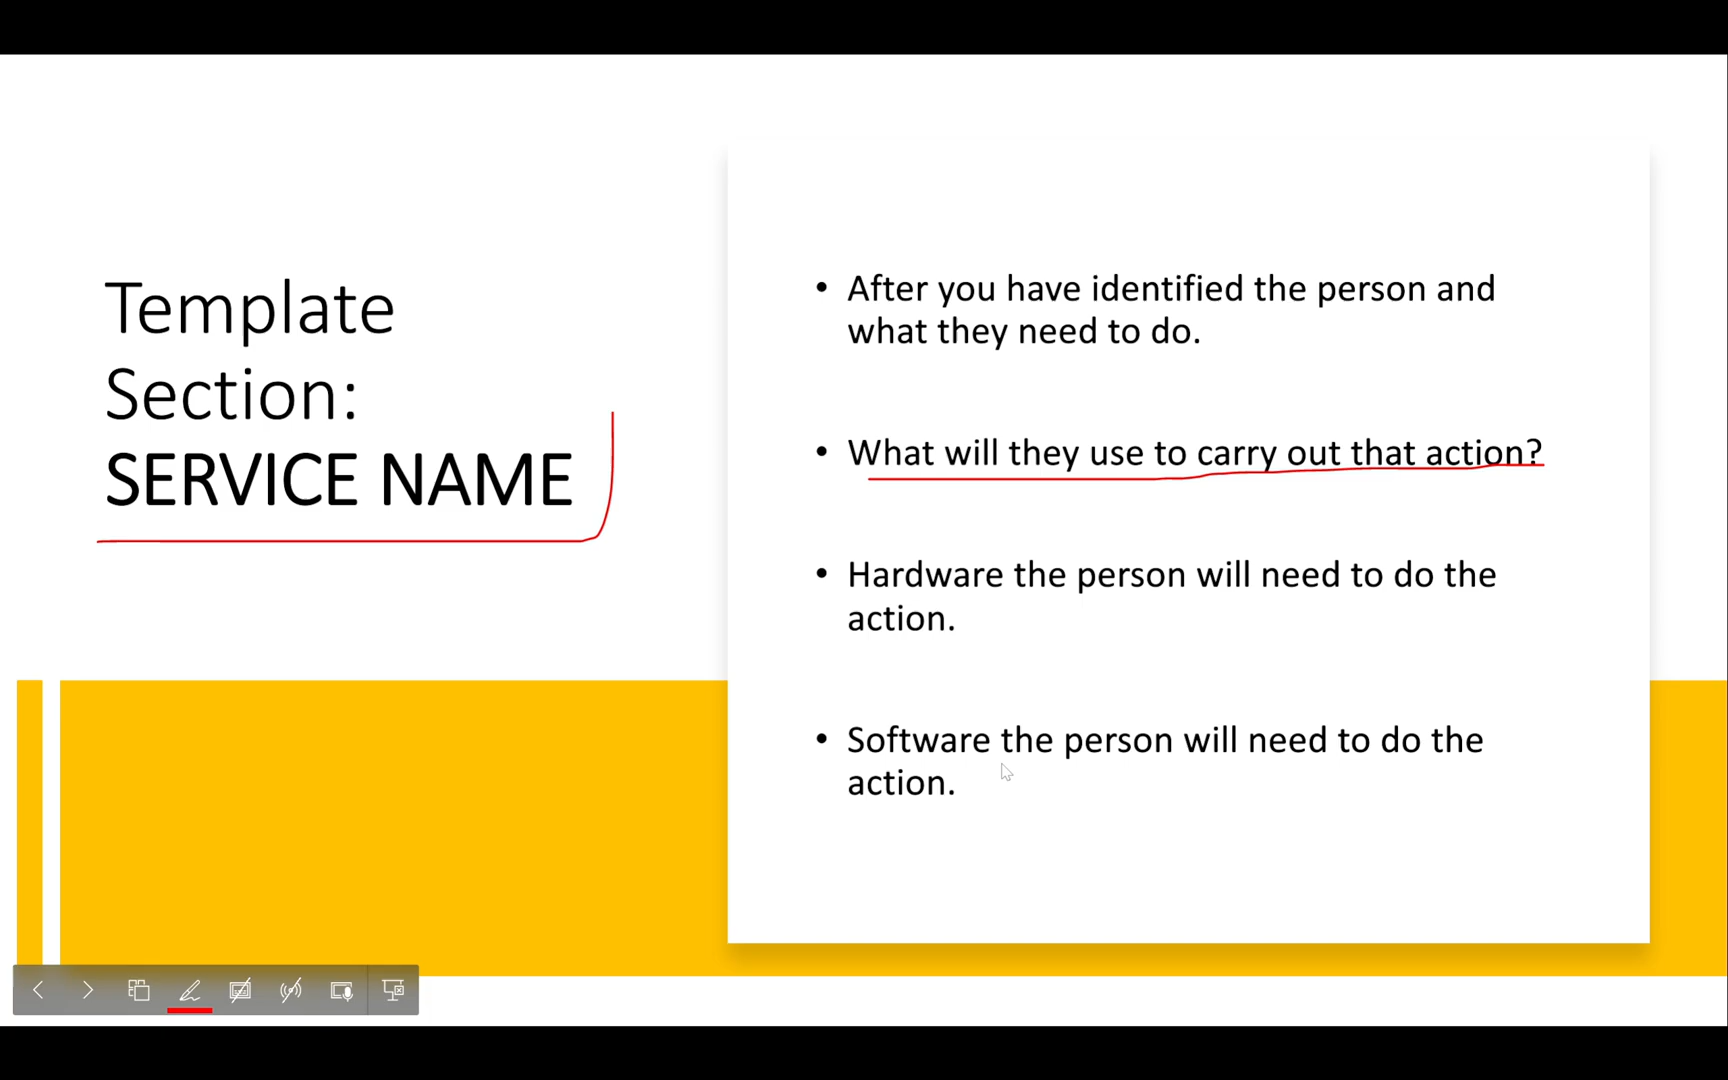 Template
Section:
SERVICE NAME
• After you have identified the person and
what they need to do.
• What will they use to carry out that action?
• Hardware the person will need to do the
action.
• Software the person will need to do the
action.